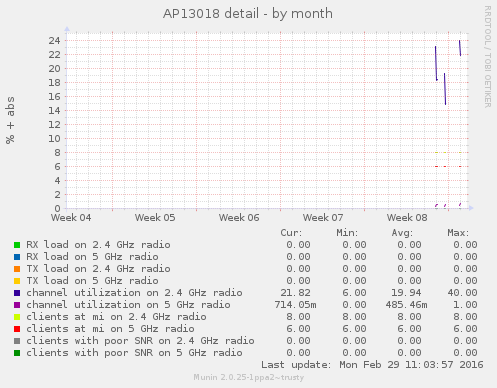 AP13018 detail - by month
RRDTOOL / TOBI OETIKER
% + abs
24
22
20
18
16
14
12
10
8
6
4
2
0
Week 04 Week 05 Week 06 Week 07 Week 08
Cur: Min: Avg: Max:
RX load on 2.4 GHz radio 0.00 0.00 0.00 0.00
RX load on 5 GHz radio 0.00 0.00 0.00 0.00
TX load on 2.4 GHz radio 0.00 0.00 0.00 0.00
TX load on 5 GHz radio 0.00 0.00 0.00 0.00
channel utilization on 2.4 GHz radio 21.82 6.00 19.94 40.00
channel utilization on 5 GHz radio 714.05m 0.00 485.46m 1.00
clients at mi on 2.4 GHz radio 8.00 8.00 8.00 8.00
clients at mi on 5 GHz radio 6.00 6.00 6.00 6.00
clients with poor SNR on 2.4 GHz radio 0.00 0.00 0.00 0.00
clients with poor SNR on 5 GHz radio 0.00 0.00 0.00 0.00
Last update: Mon Feb 29 11:03:57 2016
Munin 2.0.25-1ppa2~trusty